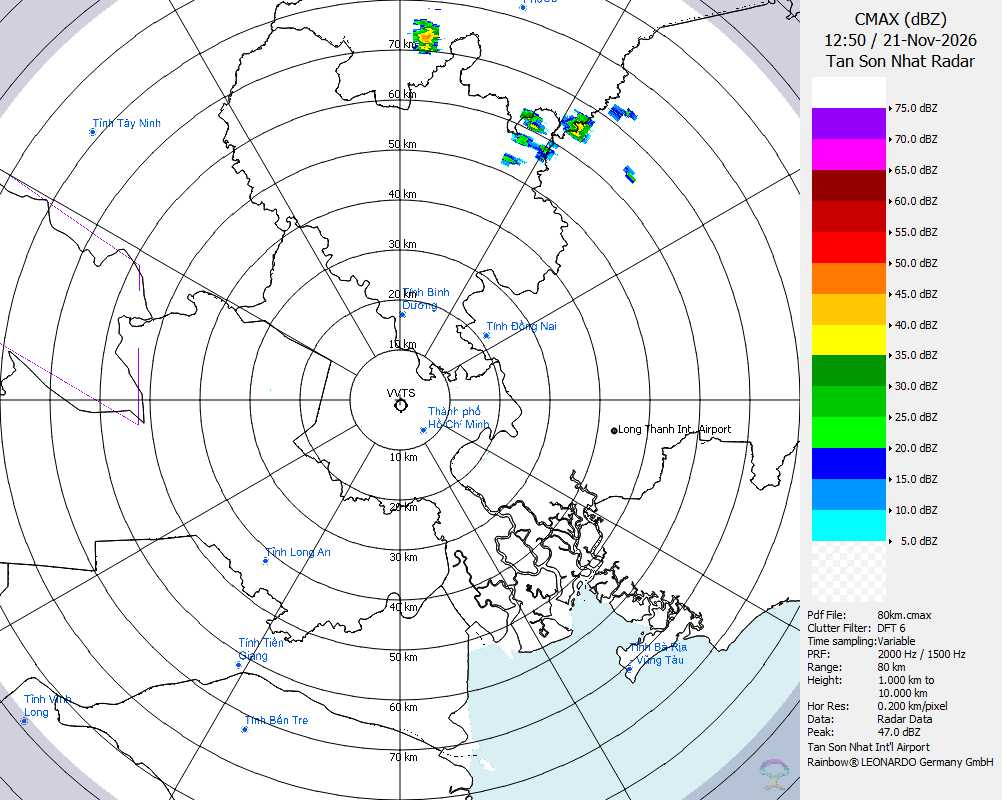 CMAX (dBZ)
12:50 / 21-Nov-2026
Tan Son Nhat Radar
75.0 dBZ
70.0 dBZ
65.0 dBZ
60.0 dBZ
55.0 dBZ
50.0 dBZ
45.0 dBZ
40.0 dBZ
35.0 dBZ
30.0 dBZ
25.0 dBZ
20.0 dBZ
15.0 dBZ
10.0 dBZ
5.0 dBZ
Pdf File: 80km.cmax
Clutter Filter: DFT 6
Time sampling:Variable
PRF: 2000 Hz / 1500 Hz
Range: 80 km
Height: 1.000 km to
10.000 km
Hor Res: 0.200 km/pixel
Data: Radar Data
Peak: 47.0 dBZ
Tan Son Nhat Int'l Airport
Rainbow® LEONARDO Germany GmbH
70 km
60 km
Tỉnh Tây Ninh
50 km
40 km
30 km
20 km
Tỉnh Bình
Dương
Tỉnh Đồng Nai
10 km
VVTS
Thành phố
Hồ Chí Minh
Long Thanh Int. Airport
10 km
20 km
30 km
Tỉnh Long An
40 km
Tỉnh Tiền
Giang
50 km
Tỉnh Bà Rịa
- Vũng Tàu
60 km
Tỉnh Vĩnh
Long
Tỉnh Bến Tre
70 km